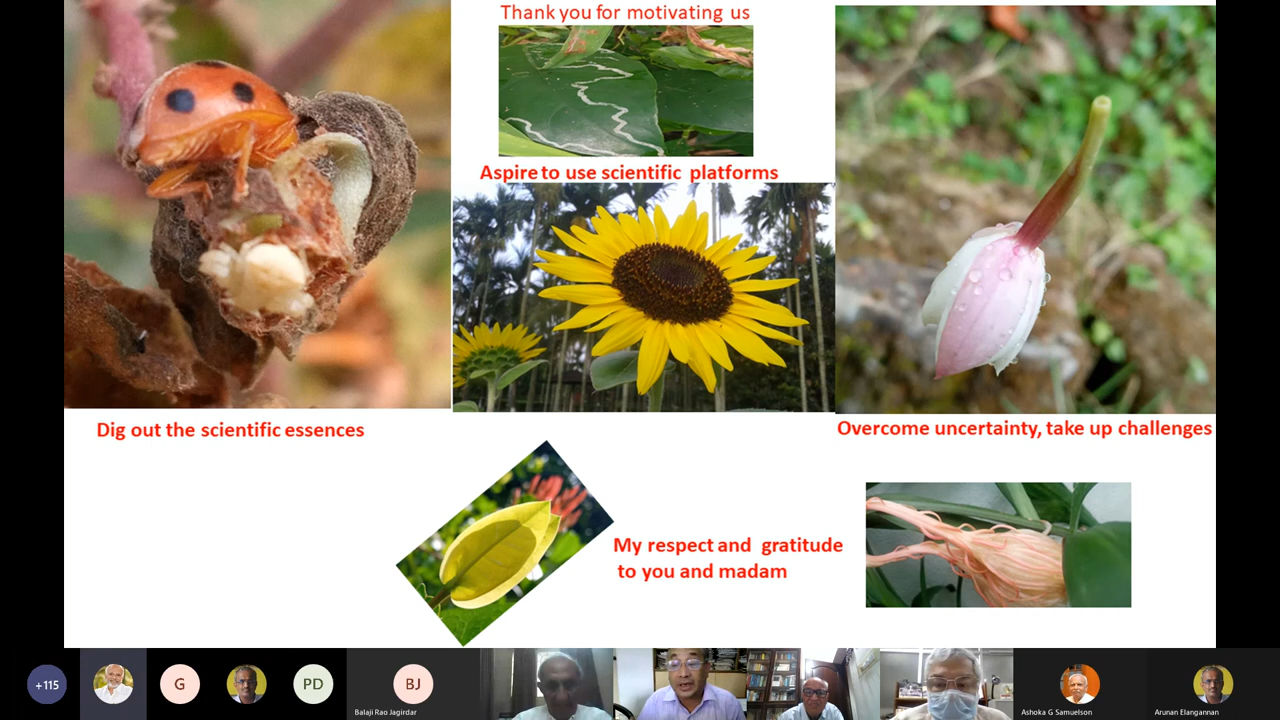 Thank you for motivating us
Aspire to use scientific platforms
Dig out the scientific essences
Overcome uncertainty, take up challenges
My respect and gratitude
to you and madam
+115
G
PD
BJ
Balaji Rao Jagirdar
Ashoka G Samuelson
Arunan Elangannan